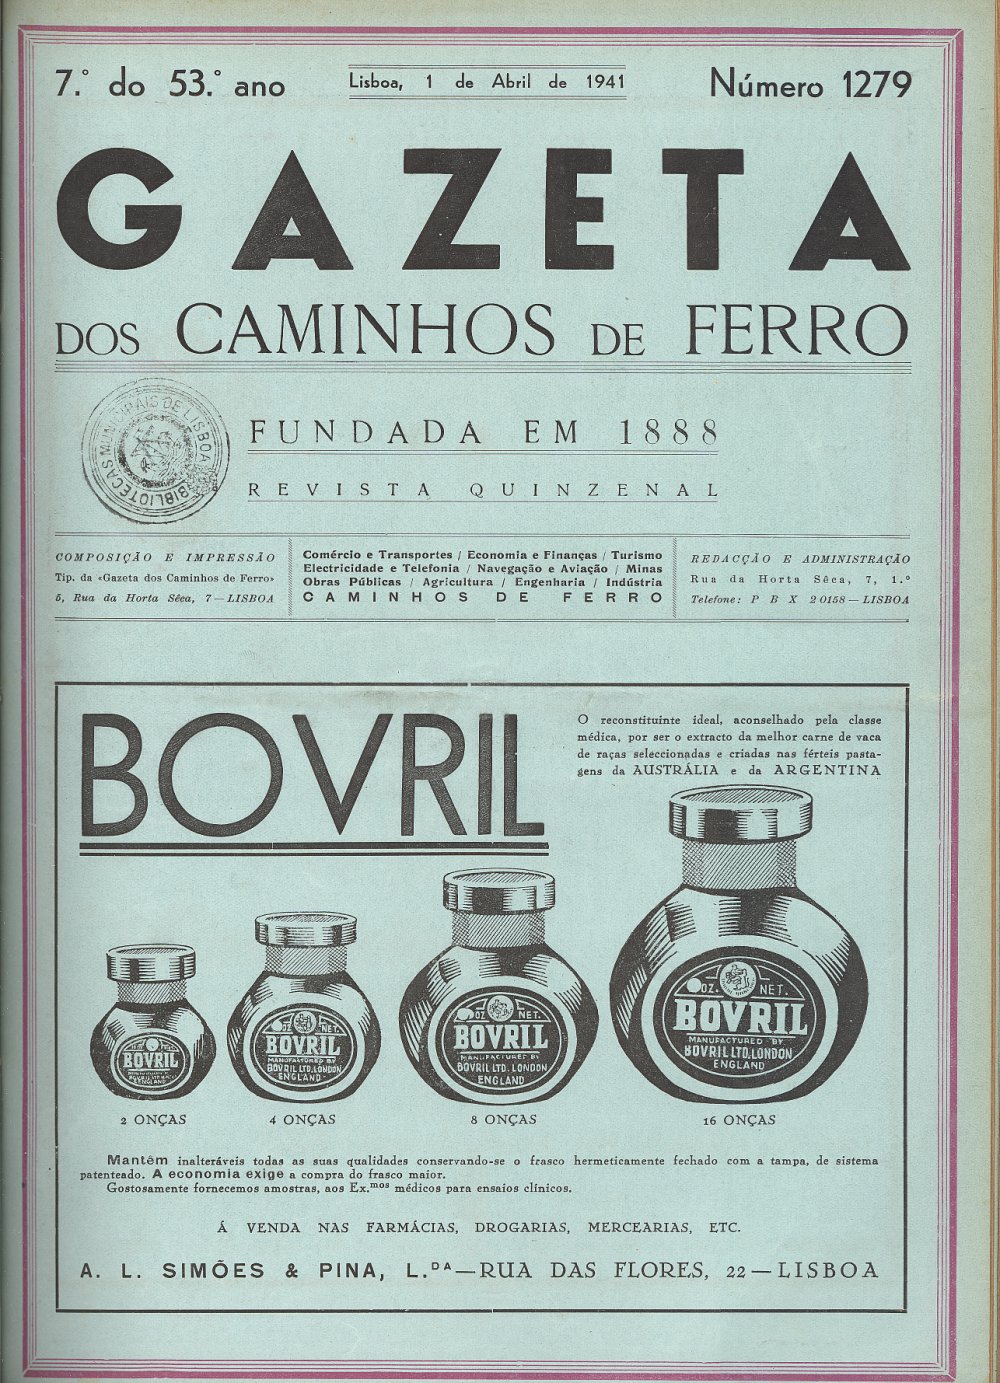 7.º do 53.º ano
Lisboa, 1 de Abril de 1941
Número 1279
GAZETA
DOS CAMINHOS DE FERRO
BIBLIOTECAS MUNICIPAIS DE LISBOA
FUNDADA EM 1888
REVISTA QUINZENAL
COMPOSIÇÃO E IMPRESSÃO
Tip. da «Gazeta dos Caminhos de Ferro»
5, Rua da Horta Sêca, 7—LISBOA
Comércio e Transportes / Economia e Finanças / Turismo
Electricidade e Telefonia / Navegação e Aviação / Minas
Obras Públicas / Agricultura / Engenharia / Indústria
CAMINHOS DE FERRO
REDACÇÃO E ADMINISTRAÇÃO
Rua da Horta Sêca, 7, 1.º
Telefone: P B X 20158—LISBOA
BOVRIL
O reconstituinte ideal, aconselhado pela classe
médica, por ser o extracto da melhor carne de vaca
de raças seleccionadas e criadas nas férteis pasta-
gens da AUSTRÁLIA e da ARGENTINA
BOVRIL
ENGLAND
2 ONÇAS
OZ. NET.
BOVRIL
MANUFACTURED BY
BOVRIL LTD. LONDON
ENGLAND
4 ONÇAS
OZ. NET.
BOVRIL
MANUFACTURED BY
BOVRIL LTD. LONDON
ENGLAND
8 ONÇAS
OZ. NET.
BOVRIL
MANUFACTURED BY
BOVRIL LTD. LONDON
ENGLAND
16 ONÇAS
Mantêm inalteráveis todas as suas qualidades conservando-se o frasco hermeticamente fechado com a tampa, de sistema
patenteado. A economia exige a compra do frasco maior.
Gostosamente fornecemos amostras, aos Ex.mos médicos para ensaios clínicos.
Á VENDA NAS FARMÁCIAS, DROGARIAS, MERCEARIAS, ETC.
A. L. SIMÕES & PINA, L.DA—RUA DAS FLORES, 22—LISBOA